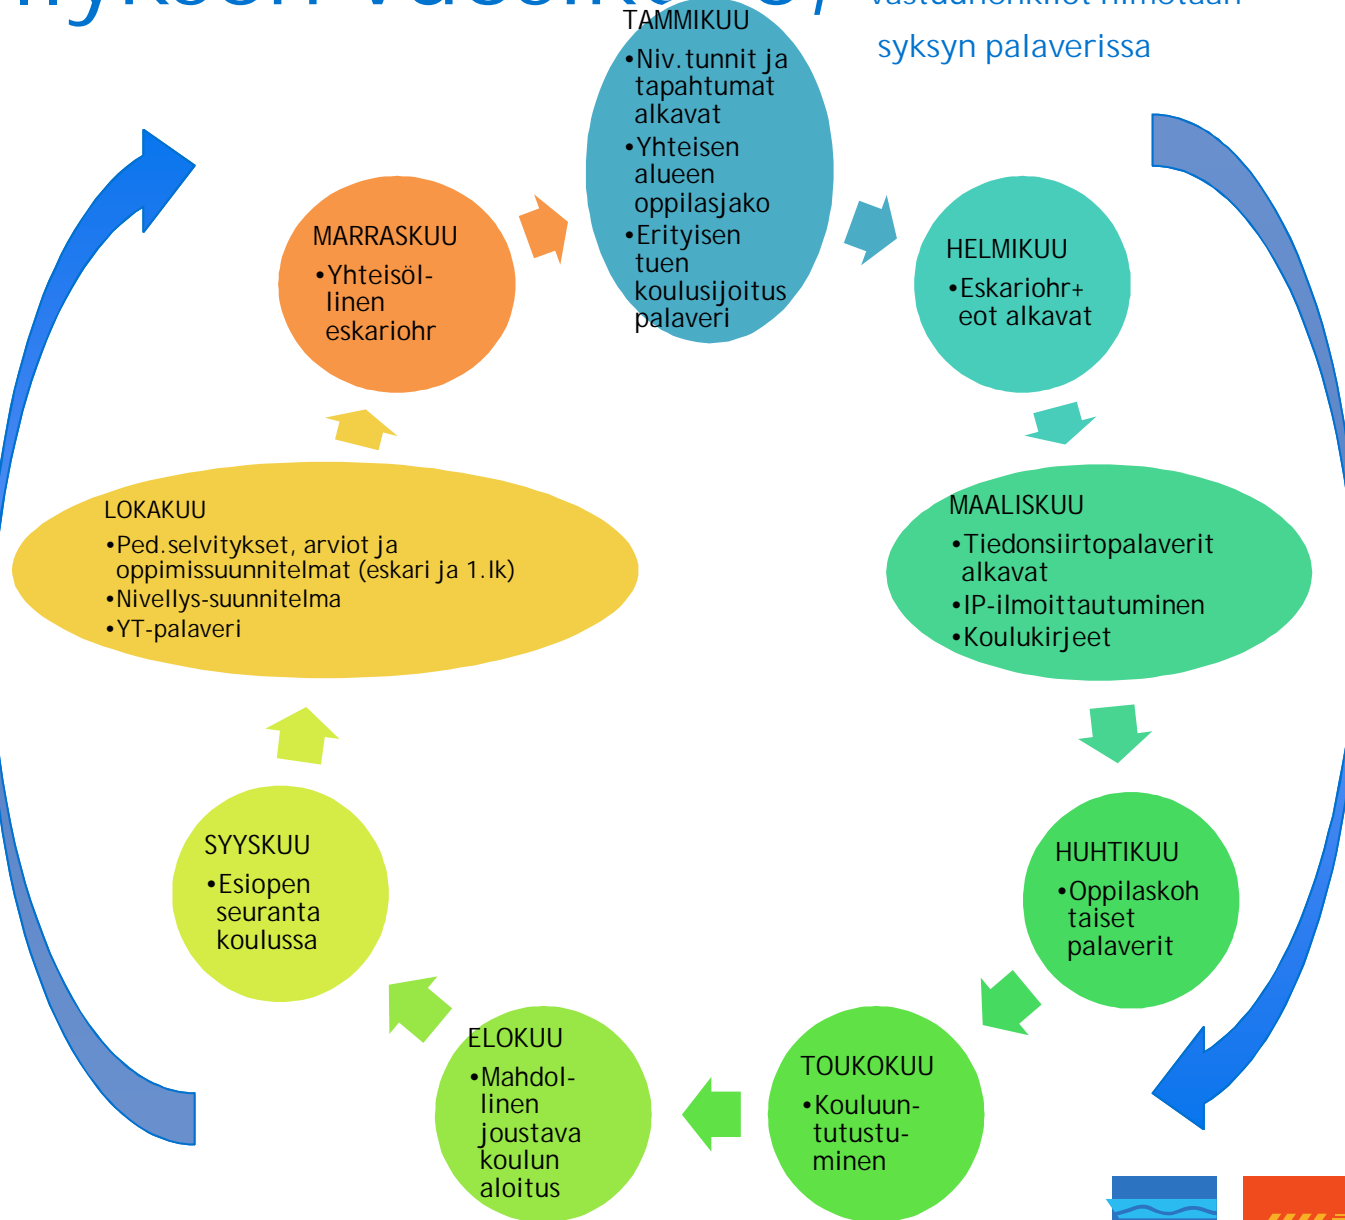 syksyn palaverissa
TAMMIKUU
•Niv.tunnit ja
tapahtumat
alkavat
•Yhteisen
alueen
oppilasjako
•Erityisen
tuen
koulusijoitus
palaveri
HELMIKUU
•Eskariohr+
eot alkavat
MAALISKUU
•Tiedonsiirtopalaverit
alkavat
•IP-ilmoittautuminen
•Koulukirjeet
HUHTIKUU
•Oppilaskoh
taiset
palaverit
TOUKOKUU
•Kouluun-
tutustu-
minen
ELOKUU
•Mahdol-
linen
joustava
koulun
aloitus
SYYSKUU
•Esiopen
seuranta
koulussa
LOKAKUU
•Ped.selvitykset, arviot ja
oppimissuunnitelmat (eskari ja 1.lk)
•Nivellys-suunnitelma
•YT-palaveri
MARRASKUU
•Yhteisöl-
linen
eskariohr